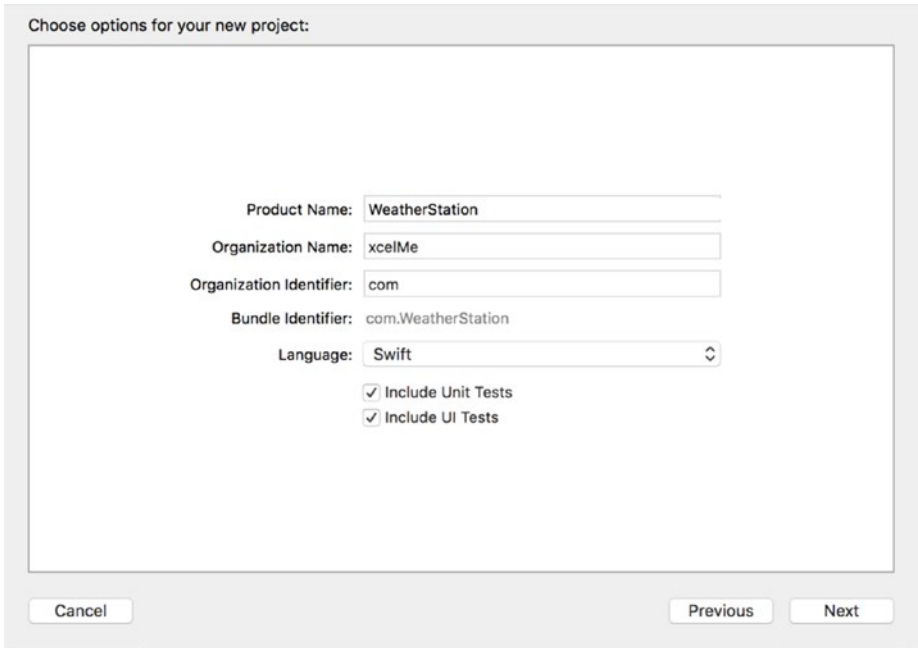 Choose options for your new project:
Product Name: WeatherStation
Organization Name: xcelMe
Organization Identifier: com
Bundle Identifier: com.WeatherStation
Language: Swift
Include Unit Tests
Include UI Tests
Cancel Previous Next